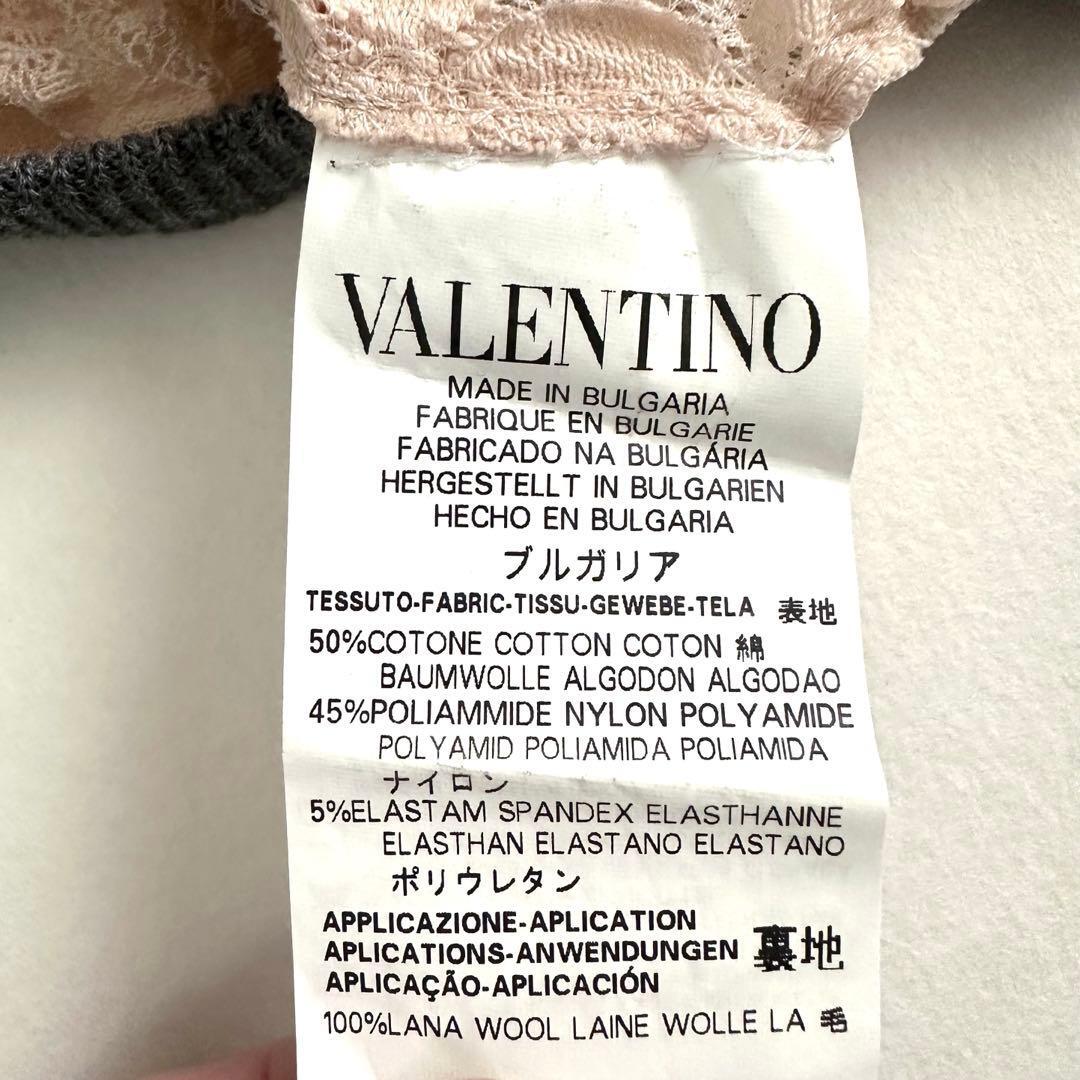 VALENTINO
MADE IN BULGARIA
FABRIQUE EN BULGARIE
FABRICADO NA BULGÁRIA
HERGESTELLT IN BULGARIEN
HECHO EN BULGARIA
ブルガリア
TESSUTO-FABRIC-TISSU-GEWEBE-TELA 表地
50%COTONE COTTON COTON 綿
BAUMWOLLE ALGODON ALGODAO
45%POLIAMMIDE NYLON POLYAMIDE
POLYAMID POLIAMIDA POLIAMIDA
ナイロン
5%ELASTAM SPANDEX ELASTHANNE
ELASTHAN ELASTANO ELASTANO
ポリウレタン
APPLICAZIONE-APLICATION
APLICATIONS-ANWENDUNGEN 裏地
APLICAÇÃO-APLICACIÓN
100%LANA WOOL LAINE WOLLE LA 毛